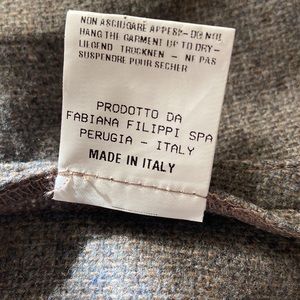 NON ASCIUGARE APPESO-DO NOT
HANG THE GARMENT UP TO DRY-
LIEGEND TROCKNEN - NE PAS
SUSPENDRE POUR SECHER
PRODOTTO DA
FABIANA FILIPPI SPA
PERUGIA - ITALY
MADE IN ITALY